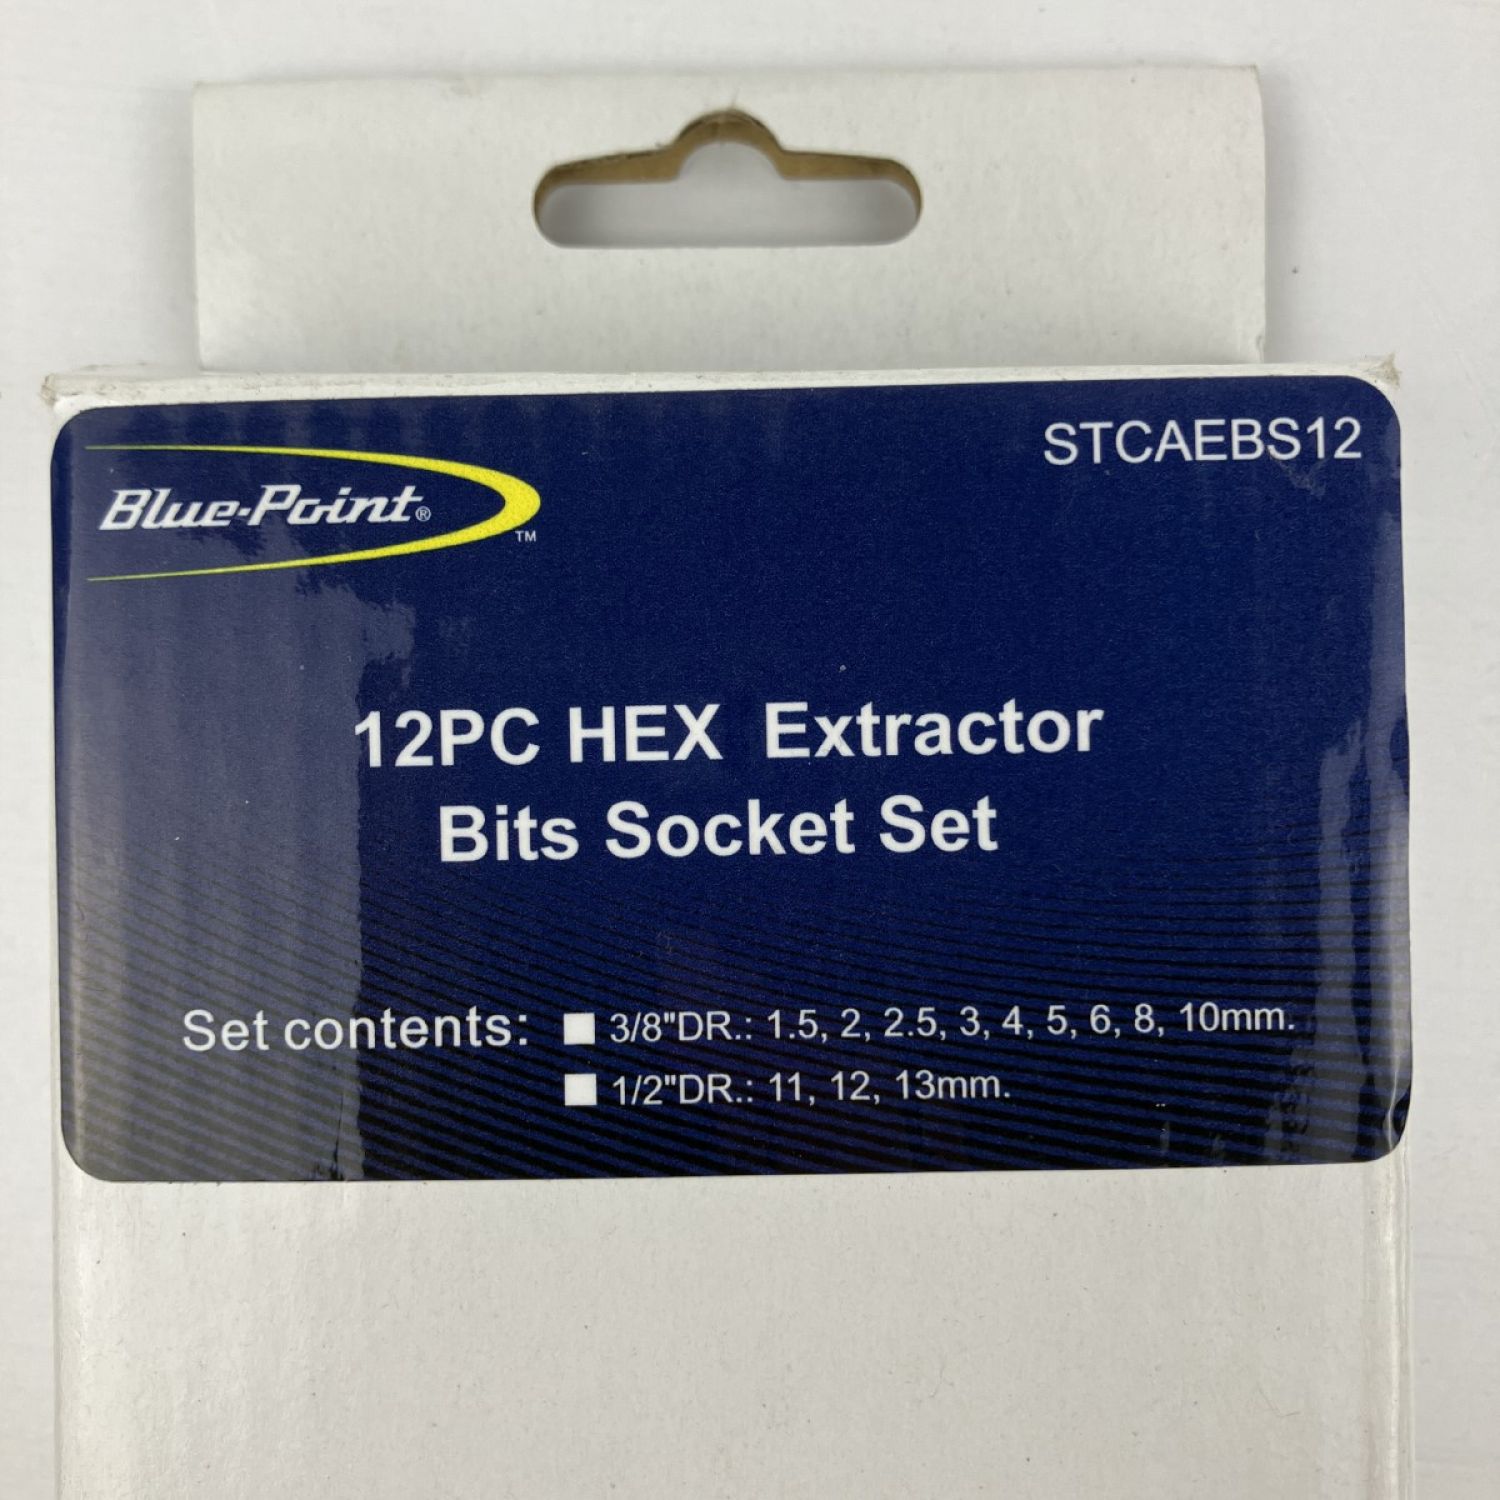 STCAEBS12
Blue-Point®
™
12PC HEX Extractor
Bits Socket Set
Set contents: ■ 3/8"DR.: 1.5, 2, 2.5, 3, 4, 5, 6, 8, 10mm.
■ 1/2"DR.: 11, 12, 13mm.